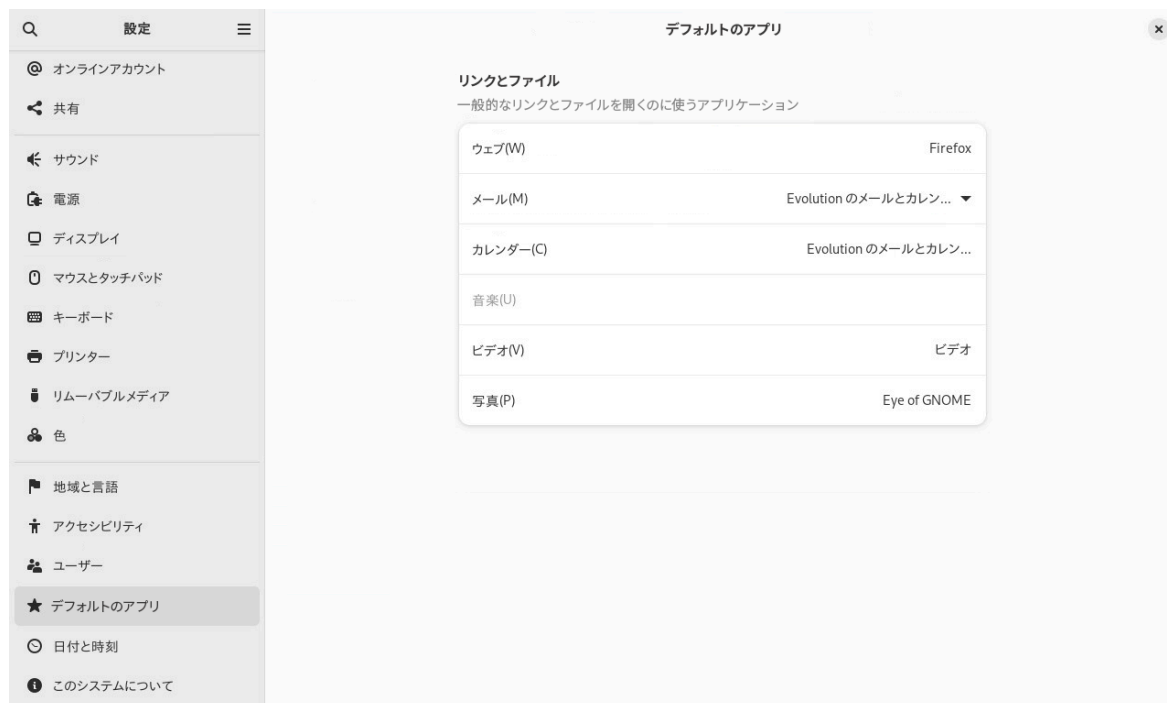 設定
オンラインアカウント
共有
サウンド
電源
ディスプレイ
マウスとタッチパッド
キーボード
プリンター
リムーバブルメディア
色
地域と言語
アクセシビリティ
ユーザー
デフォルトのアプリ
日付と時刻
このシステムについて
デフォルトのアプリ
リンクとファイル
一般的なリンクとファイルを開くのに使うアプリケーション
ウェブ(W) Firefox
メール(M) Evolution のメールとカレン...
カレンダー(C) Evolution のメールとカレン...
音楽(U)
ビデオ(V) ビデオ
写真(P) Eye of GNOME